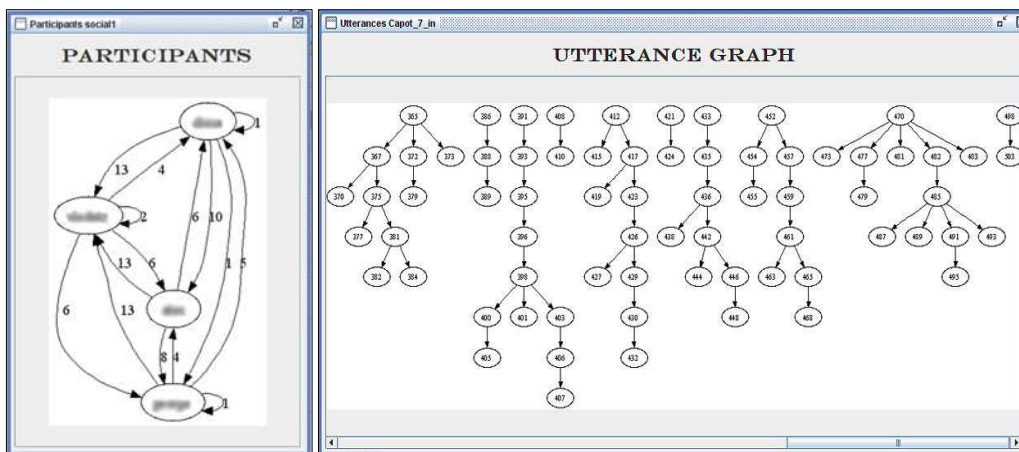 Participants social1
PARTICIPANTS
1
13
4
2
6
10
13
6
1
5
6
13
8
4
1
Utterances Capot_7_in
UTTERANCE GRAPH
365 386 391 408 412 421 433 452 470 498
367 372 373 388 393 410 415 417 424 435 454 457 473 477 481 482 483 503
370 375 379 389 395 419 423 436 455 459 479 485
377 381 396 426 438 442 461 487 489 491 493
382 384 398 427 429 444 446 463 465 495
400 401 403 430 448 468
405 406 432
407